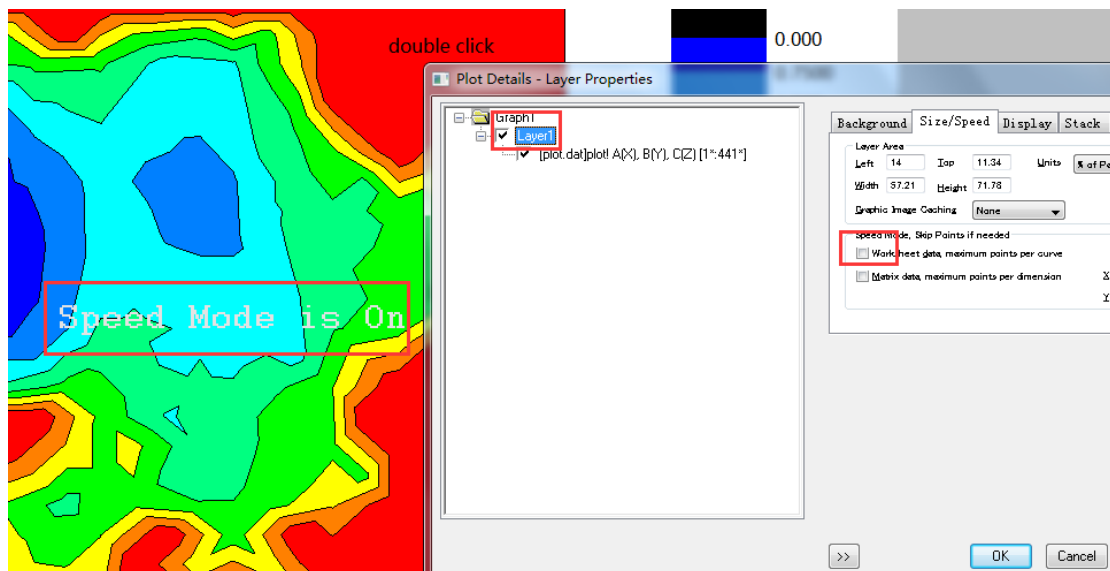 double click
0.000
Plot Details - Layer Properties
Graph1
Layer1
[plot.dat]plot! A(X), B(Y), C(Z) [1*:441*]
Background Size/Speed Display Stack
Layer Area
Left 14 Top 11.34 Units % of Pa
Width 57.21 Height 71.78
Graphic Image Caching None
Speed Mode, Skip Points if needed
Worksheet data, maximum points per curve
Matrix data, maximum points per dimension X
Y
Speed Mode is On
>> OK Cancel